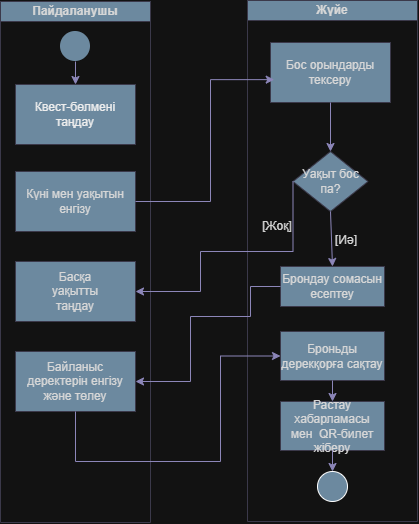 Пайдаланушы
Квест-бөлмені
таңдау
Күні мен уақытын
енгізу
Басқа
уақытты
таңдау
Байланыс
деректерін енгізу
және төлеу
Жүйе
Бос орындарды
тексеру
Уақыт бос
па?
[Жоқ]
[Иә]
Брондау сомасын
есептеу
Броньды
дерекқорға сақтау
Растау
хабарламасы
мен QR-билет
жіберу